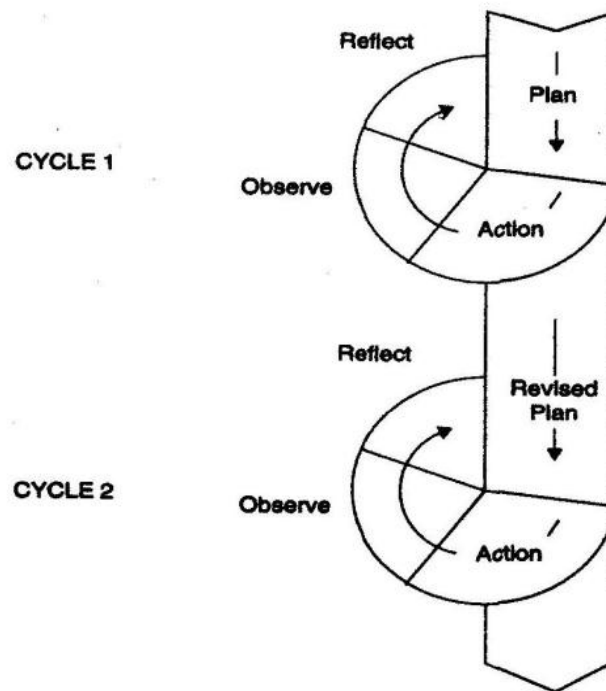 Reflect
Plan
CYCLE 1
Observe
Action
Reflect
Revised
Plan
CYCLE 2
Observe
Action